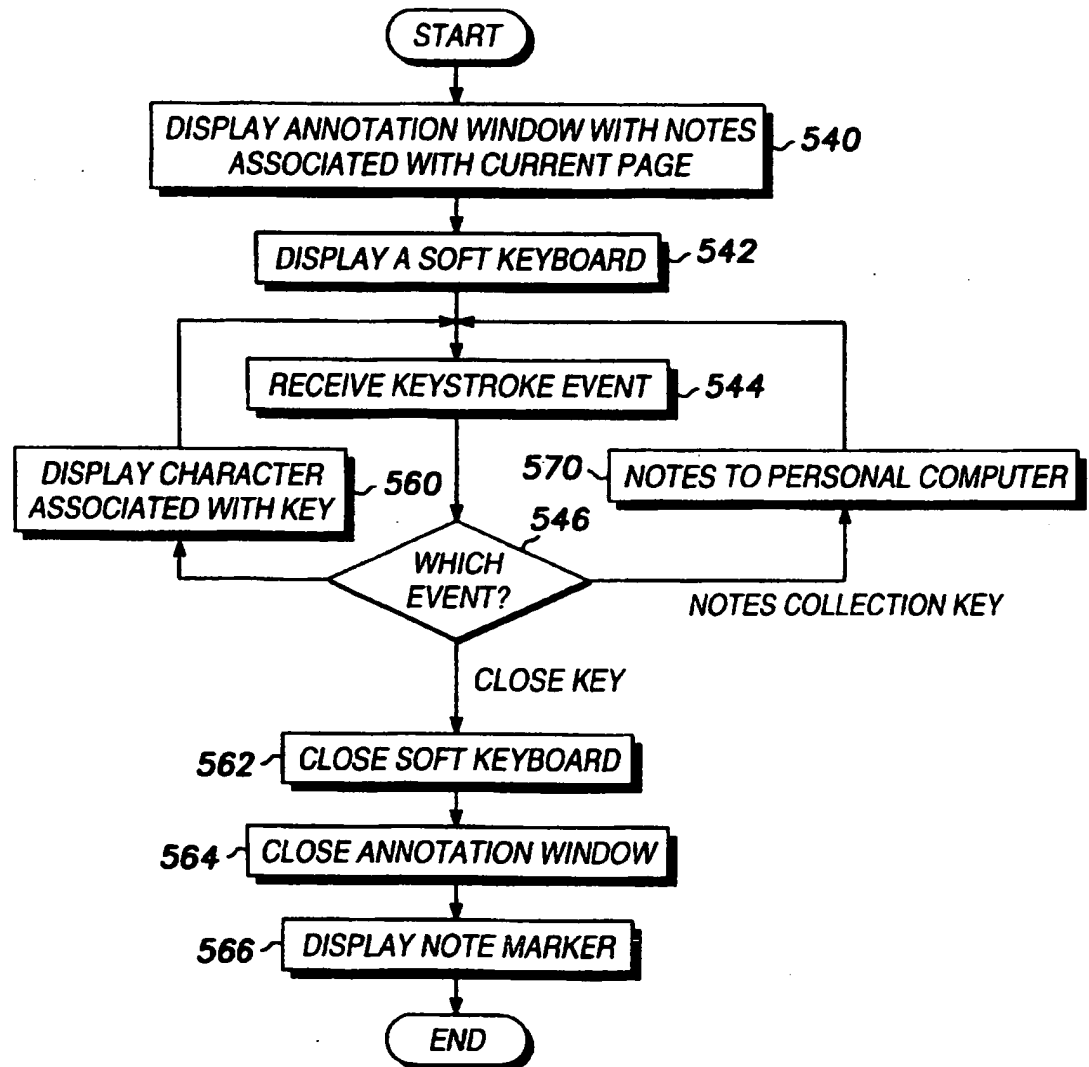 START
DISPLAY ANNOTATION WINDOW WITH NOTES
ASSOCIATED WITH CURRENT PAGE
540
DISPLAY A SOFT KEYBOARD
542
RECEIVE KEYSTROKE EVENT
544
DISPLAY CHARACTER
ASSOCIATED WITH KEY
560
570
NOTES TO PERSONAL COMPUTER
546
WHICH
EVENT?
NOTES COLLECTION KEY
CLOSE KEY
562
CLOSE SOFT KEYBOARD
564
CLOSE ANNOTATION WINDOW
566
DISPLAY NOTE MARKER
END